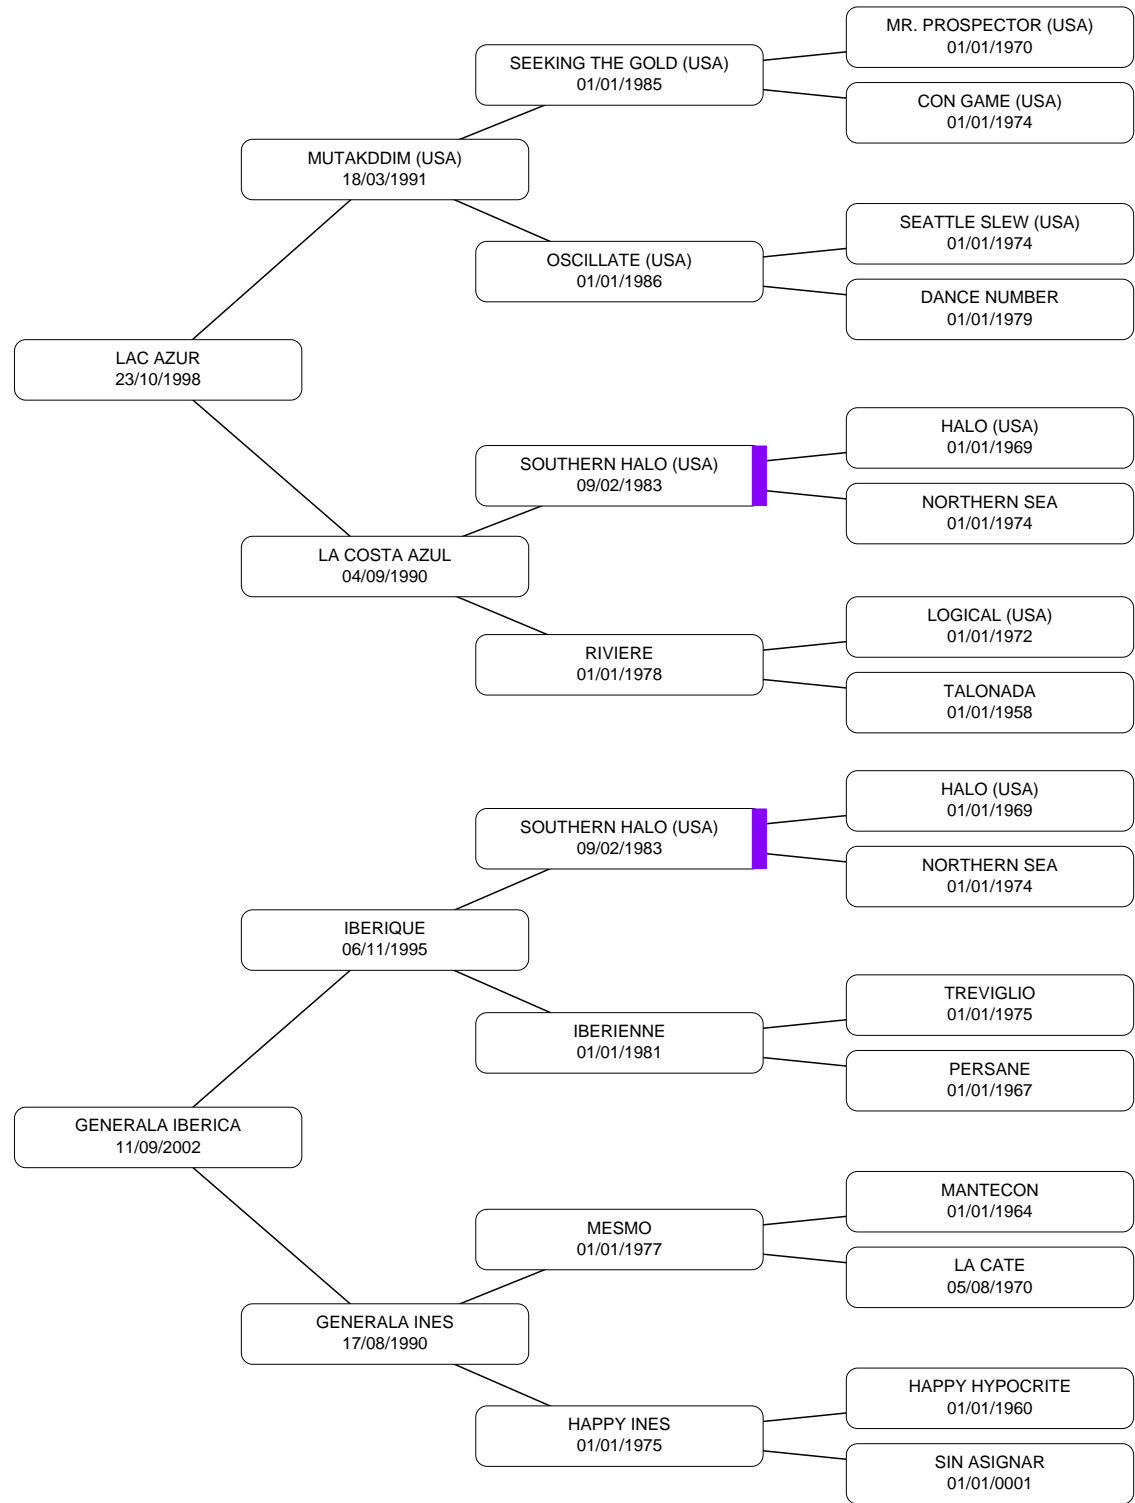 MR. PROSPECTOR (USA)
01/01/1970
SEEKING THE GOLD (USA)
01/01/1985
CON GAME (USA)
01/01/1974
MUTAKDDIM (USA)
18/03/1991
SEATTLE SLEW (USA)
01/01/1974
OSCILLATE (USA)
01/01/1986
DANCE NUMBER
01/01/1979
LAC AZUR
23/10/1998
HALO (USA)
01/01/1969
SOUTHERN HALO (USA)
09/02/1983
NORTHERN SEA
01/01/1974
LA COSTA AZUL
04/09/1990
LOGICAL (USA)
01/01/1972
RIVIERE
01/01/1978
TALONADA
01/01/1958
HALO (USA)
01/01/1969
SOUTHERN HALO (USA)
09/02/1983
NORTHERN SEA
01/01/1974
IBERIQUE
06/11/1995
TREVIGLIO
01/01/1975
IBERIENNE
01/01/1981
PERSANE
01/01/1967
GENERALA IBERICA
11/09/2002
MANTECON
01/01/1964
MESMO
01/01/1977
LA CATE
05/08/1970
GENERALA INES
17/08/1990
HAPPY HYPOCRITE
01/01/1960
HAPPY INES
01/01/1975
SIN ASIGNAR
01/01/0001